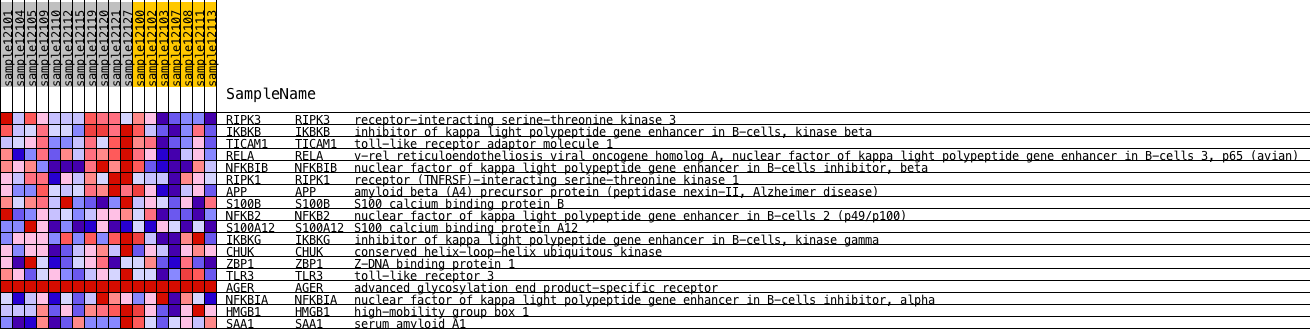 sample12101
sample12104
sample12105
sample12109
sample12110
sample12112
sample12115
sample12119
sample12120
sample12121
sample12127
sample12100
sample12102
sample12103
sample12107
sample12108
sample12111
sample12113
SampleName
RIPK3 RIPK3 receptor-interacting serine-threonine kinase 3
IKBKB IKBKB inhibitor of kappa light polypeptide gene enhancer in B-cells, kinase beta
TICAM1 TICAM1 toll-like receptor adaptor molecule 1
RELA RELA v-rel reticuloendotheliosis viral oncogene homolog A, nuclear factor of kappa light polypeptide gene enhancer in B-cells 3, p65 (avian)
NFKBIB NFKBIB nuclear factor of kappa light polypeptide gene enhancer in B-cells inhibitor, beta
RIPK1 RIPK1 receptor (TNFRSF)-interacting serine-threonine kinase 1
APP APP amyloid beta (A4) precursor protein (peptidase nexin-II, Alzheimer disease)
S100B S100B S100 calcium binding protein B
NFKB2 NFKB2 nuclear factor of kappa light polypeptide gene enhancer in B-cells 2 (p49/p100)
S100A12 S100A12 S100 calcium binding protein A12
IKBKG IKBKG inhibitor of kappa light polypeptide gene enhancer in B-cells, kinase gamma
CHUK CHUK conserved helix-loop-helix ubiquitous kinase
ZBP1 ZBP1 Z-DNA binding protein 1
TLR3 TLR3 toll-like receptor 3
AGER AGER advanced glycosylation end product-specific receptor
NFKBIA NFKBIA nuclear factor of kappa light polypeptide gene enhancer in B-cells inhibitor, alpha
HMGB1 HMGB1 high-mobility group box 1
SAA1 SAA1 serum amyloid A1